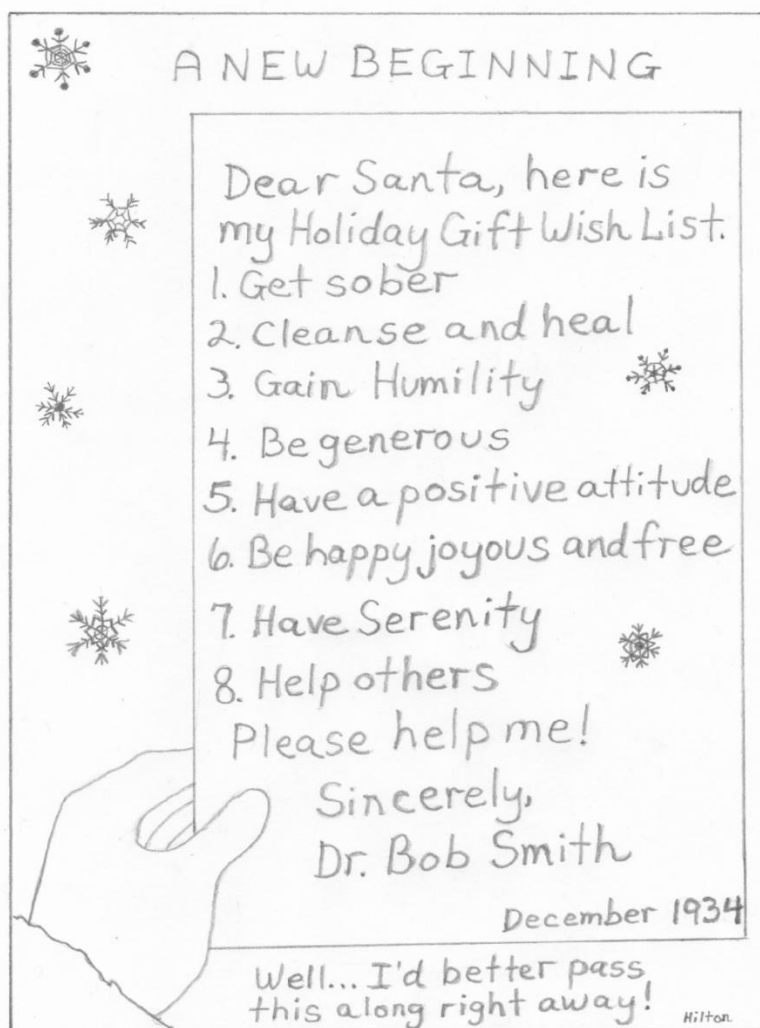 A NEW BEGINNING
Dear Santa, here is
my Holiday Gift Wish List.
1. Get sober
2. Cleanse and heal
3. Gain Humility
4. Be generous
5. Have a positive attitude
6. Be happy joyous and free
7. Have Serenity
8. Help others
Please help me!
Sincerely,
Dr. Bob Smith
December 1934
Well... I'd better pass
this along right away!
Hilton